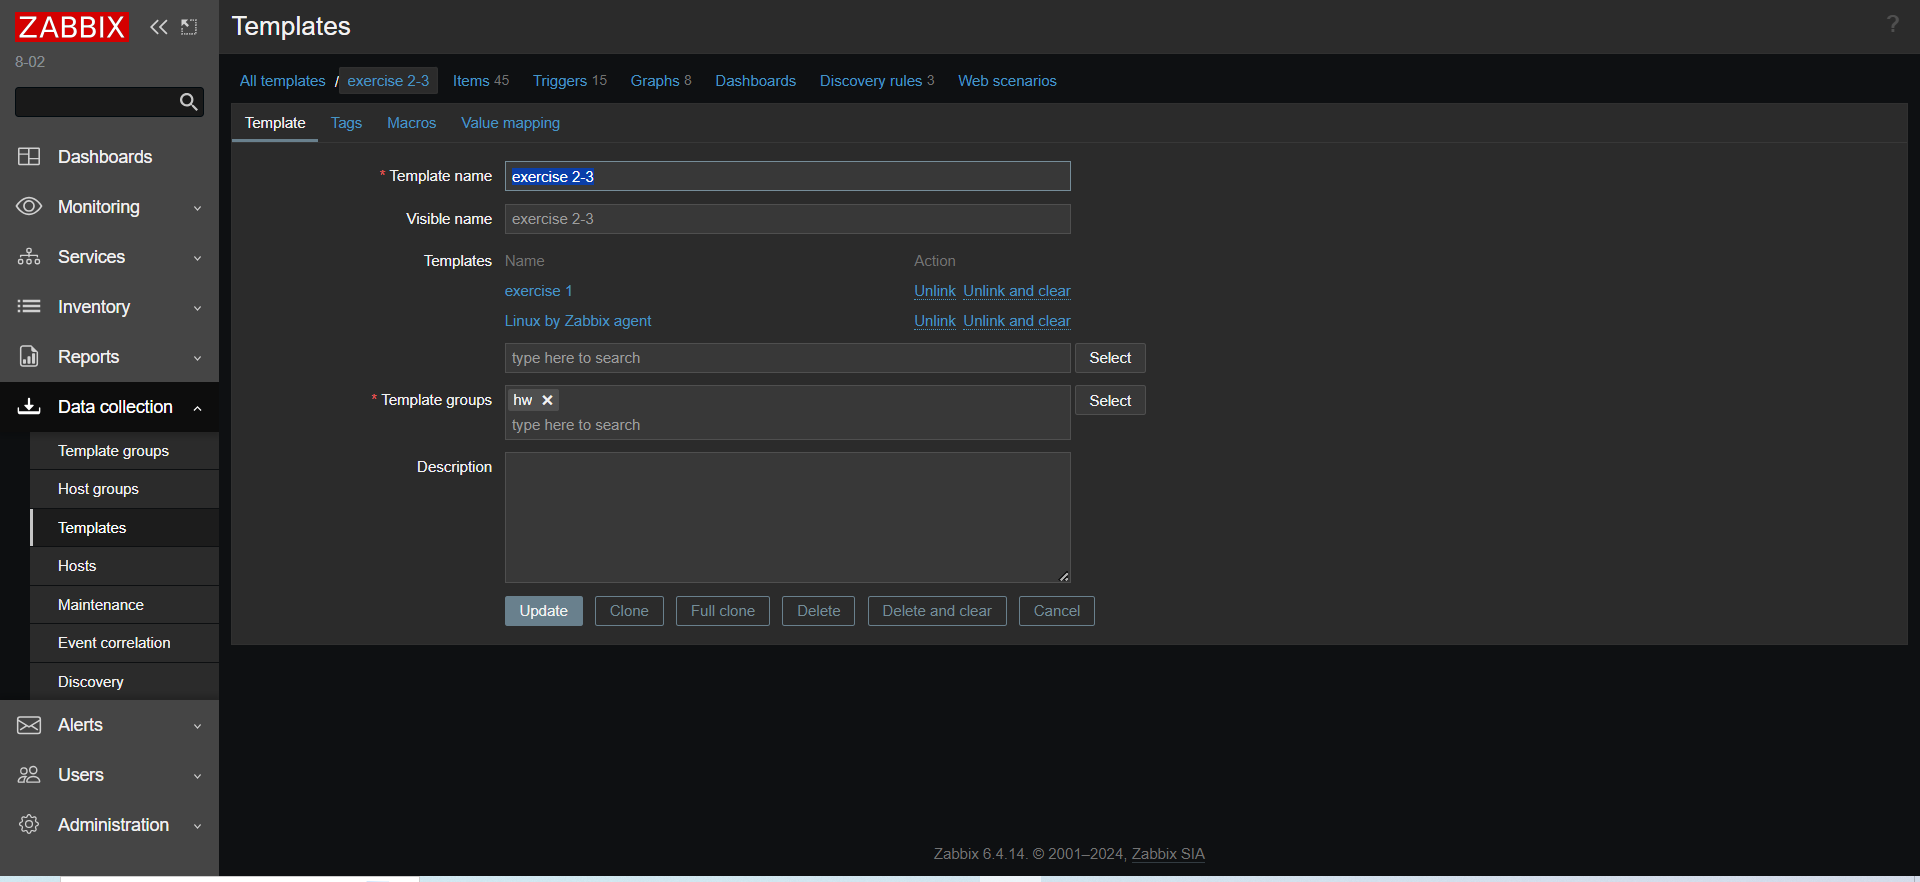 ZABBIX
8-02
Dashboards
Monitoring
Services
Inventory
Reports
Data collection
Template groups
Host groups
Templates
Hosts
Maintenance
Event correlation
Discovery
Alerts
Users
Administration
Templates
?
All templates / exercise 2-3 Items 45 Triggers 15 Graphs 8 Dashboards Discovery rules 3 Web scenarios
Template Tags Macros Value mapping
* Template name exercise 2-3
Visible name exercise 2-3
Templates Name Action
exercise 1 Unlink Unlink and clear
Linux by Zabbix agent Unlink Unlink and clear
type here to search Select
* Template groups hw Select
type here to search
Description
Update Clone Full clone Delete Delete and clear Cancel
Zabbix 6.4.14. © 2001–2024, Zabbix SIA